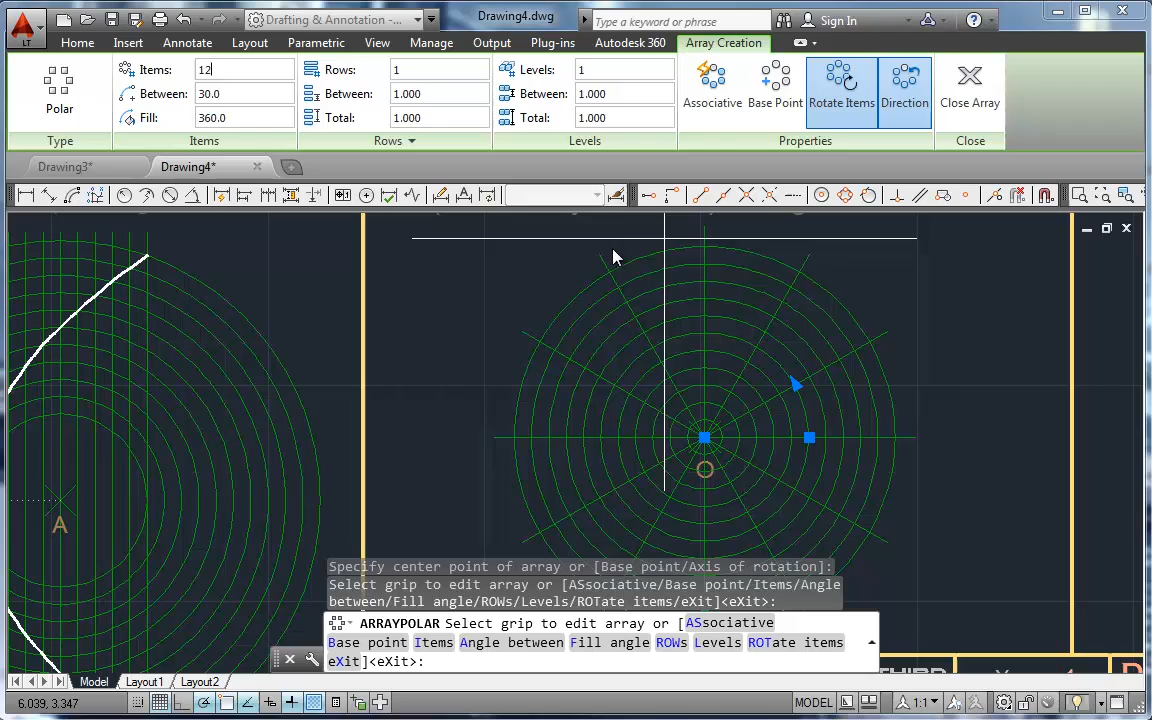 Drafting & Annotation - ...
Drawing4.dwg
Type a keyword or phrase
Sign In
LT
Home
Insert
Annotate
Layout
Parametric
View
Manage
Output
Plug-ins
Autodesk 360
Array Creation
Items:
12
Rows:
1
Levels:
1
Between:
30.0
Between:
1.000
Between:
1.000
Fill:
360.0
Total:
1.000
Total:
1.000
Polar
Associative
Base Point
Rotate Items
Direction
Close Array
Type
Items
Rows
Levels
Properties
Close
Drawing3*
Drawing4*
A
O
Specify center point of array or [Base point/Axis of rotation]:
Select grip to edit array or [ASsociative/Base point/Items/Angle
between/Fill angle/ROWs/Levels/ROTate items/eXit]<eXit>:
ARRAYPOLAR Select grip to edit array or [ASsociative
Base point Items Angle between Fill angle ROWs Levels ROTate items
eXit]<eXit>:
Model
Layout1
Layout2
6.039, 3.347
MODEL
1:1